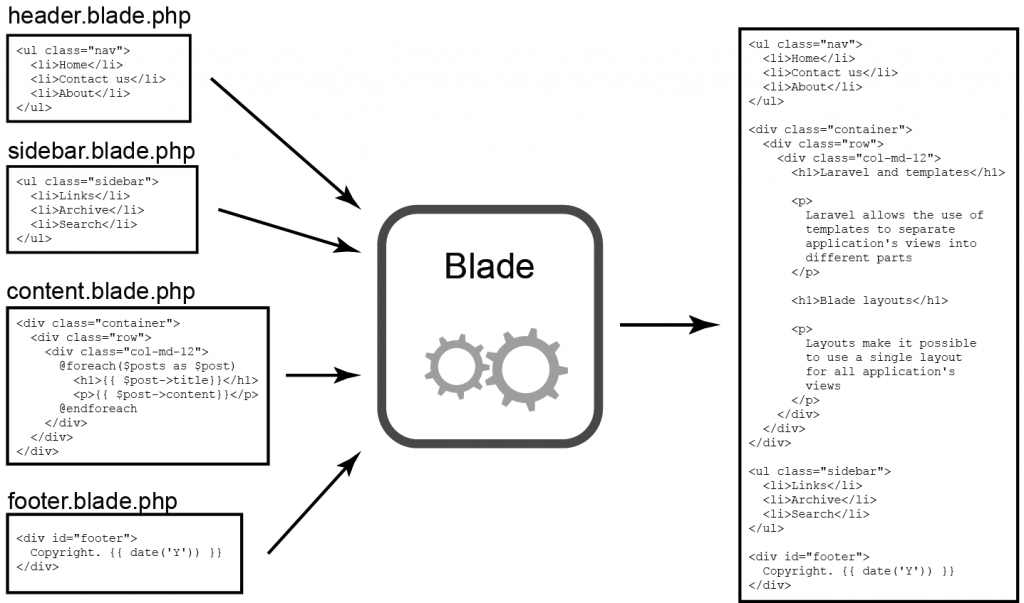 header.blade.php
<ul class="nav">
  <li>Home</li>
  <li>Contact us</li>
  <li>About</li>
</ul>
sidebar.blade.php
<ul class="sidebar">
  <li>Links</li>
  <li>Archive</li>
  <li>Search</li>
</ul>
content.blade.php
<div class="container">
  <div class="row">
    <div class="col-md-12">
      @foreach($posts as $post)
        <h1>{{ $post->title}}</h1>
        <p>{{ $post->content}}</p>
      @endforeach
    </div>
  </div>
</div>
footer.blade.php
<div id="footer">
  Copyright. {{ date('Y')) }}
</div>
Blade
<ul class="nav">
  <li>Home</li>
  <li>Contact us</li>
  <li>About</li>
</ul>
<div class="container">
  <div class="row">
    <div class="col-md-12">
      <h1>Laravel and templates</h1>
      <p>
        Laravel allows the use of
        templates to separate
        application's views into
        different parts
      </p>
      <h1>Blade layouts</h1>
      <p>
        Layouts make it possible
        to use a single layout
        for all application's
        views
      </p>
    </div>
  </div>
</div>
<ul class="sidebar">
  <li>Links</li>
  <li>Archive</li>
  <li>Search</li>
</ul>
<div id="footer">
  Copyright. {{ date('Y')) }}
</div>